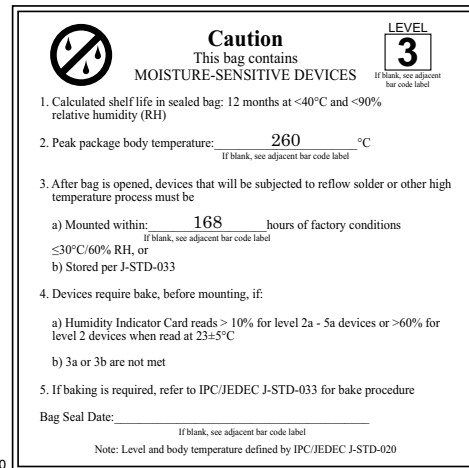 Caution
This bag contains
MOISTURE-SENSITIVE DEVICES
LEVEL
3
If blank, see adjacent
bar code label
1. Calculated shelf life in sealed bag: 12 months at <40°C and <90%
relative humidity (RH)
2. Peak package body temperature: 260 °C
If blank, see adjacent bar code label
3. After bag is opened, devices that will be subjected to reflow solder or other high
temperature process must be
a) Mounted within: 168 hours of factory conditions
If blank, see adjacent bar code label
≤30°C/60% RH, or
b) Stored per J-STD-033
4. Devices require bake, before mounting, if:
a) Humidity Indicator Card reads > 10% for level 2a - 5a devices or >60% for
level 2 devices when read at 23±5°C
b) 3a or 3b are not met
5. If baking is required, refer to IPC/JEDEC J-STD-033 for bake procedure
Bag Seal Date:
If blank, see adjacent bar code label
Note: Level and body temperature defined by IPC/JEDEC J-STD-020